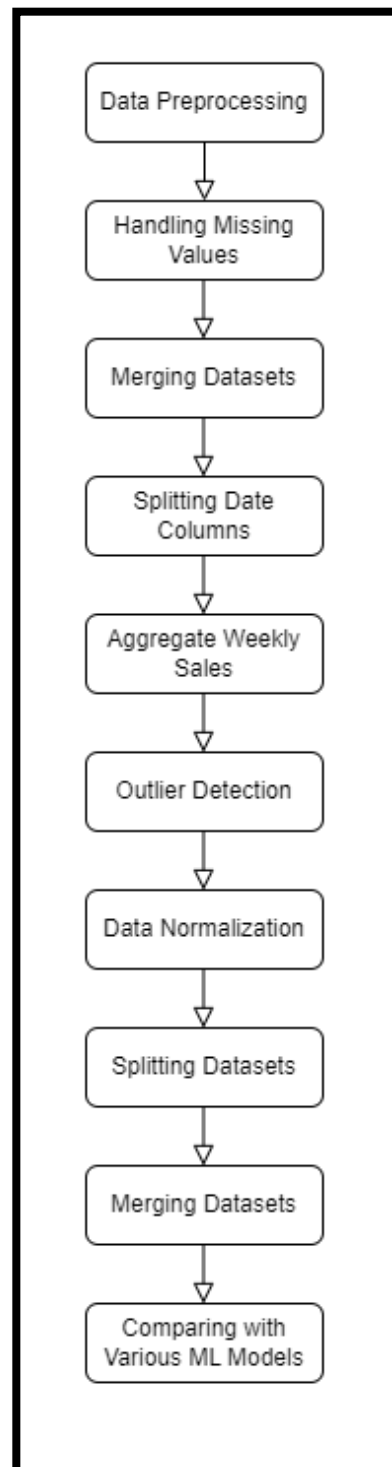 Data Preprocessing
Handling Missing
Values
Merging Datasets
Splitting Date
Columns
Aggregate Weekly
Sales
Outlier Detection
Data Normalization
Splitting Datasets
Merging Datasets
Comparing with
Various ML Models